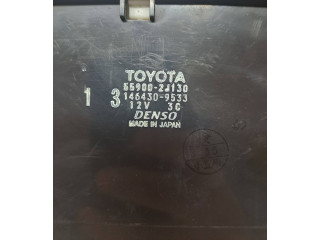 TOYOTA
55900-2J130
146430-9533
1 3
12V 3C
DENSO
MADE IN JAPAN